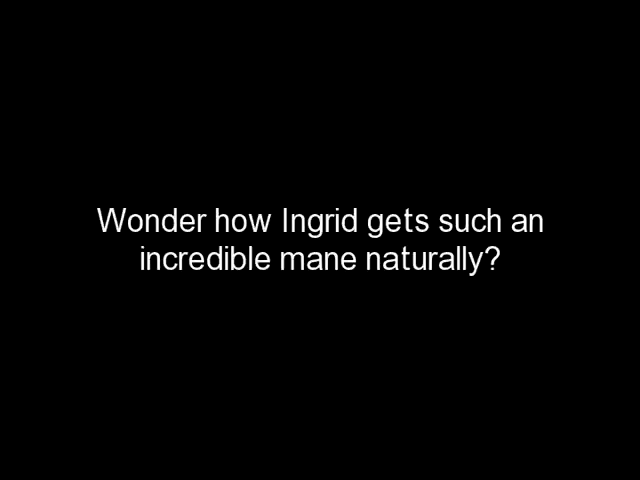 Wonder how Ingrid gets such an
incredible mane naturally?